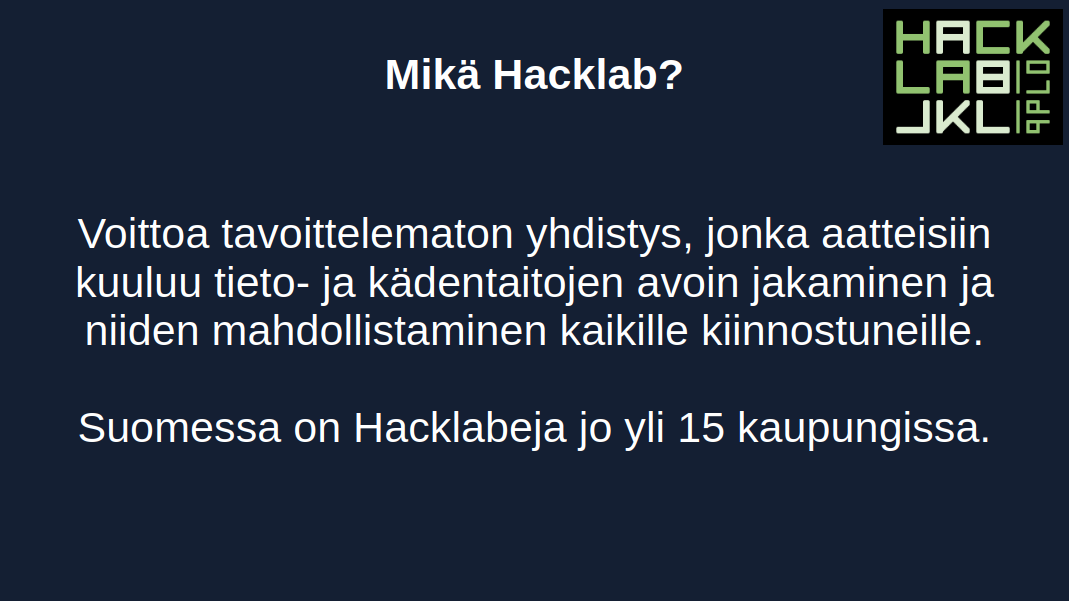 Mikä Hacklab?
HACK
LAB
JKL
Voittoa tavoittelematon yhdistys, jonka aatteisiin
kuuluu tieto- ja kädentaitojen avoin jakaminen ja
niiden mahdollistaminen kaikille kiinnostuneille.
Suomessa on Hacklabeja jo yli 15 kaupungissa.